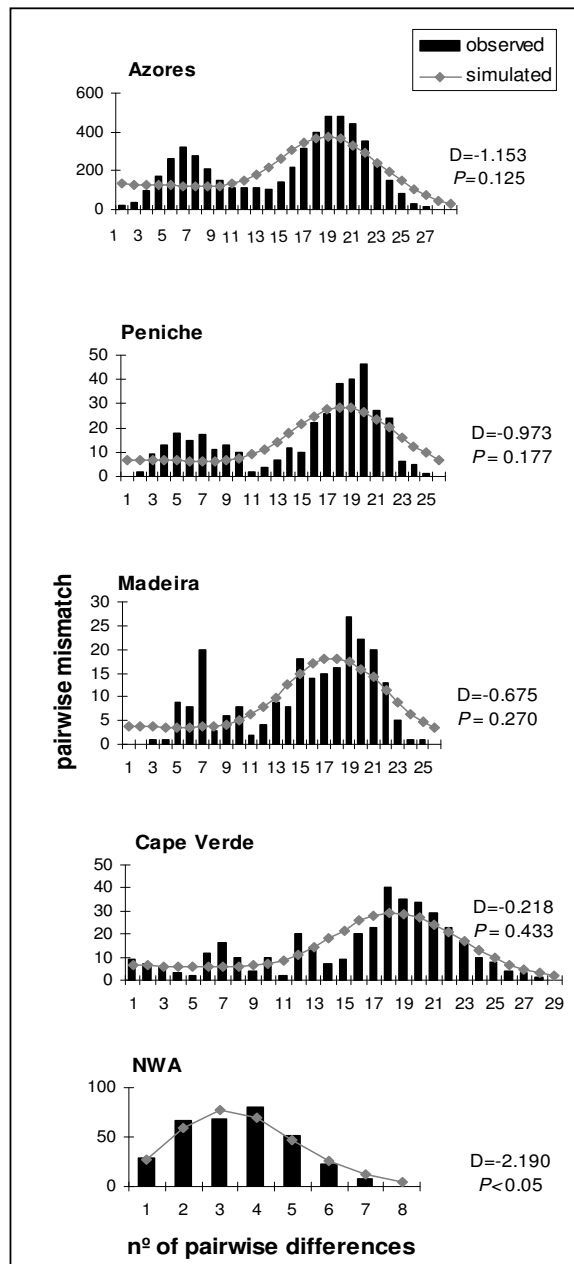 observed
simulated
Azores
600
400
200
0
1 3 5 7 9 11 13 15 17 19 21 23 25 27
D=-1.153
P=0.125
Peniche
50
40
30
20
10
0
1 3 5 7 9 11 13 15 17 19 21 23 25
D=-0.973
P= 0.177
pairwise mismatch
Madeira
30
25
20
15
10
5
0
1 3 5 7 9 11 13 15 17 19 21 23 25
D=-0.675
P= 0.270
Cape Verde
50
40
30
20
10
0
1 3 5 7 9 11 13 15 17 19 21 23 25 27 29
D=-0.218
P= 0.433
NWA
100
50
0
1 2 3 4 5 6 7 8
D=-2.190
P<0.05
nº of pairwise differences